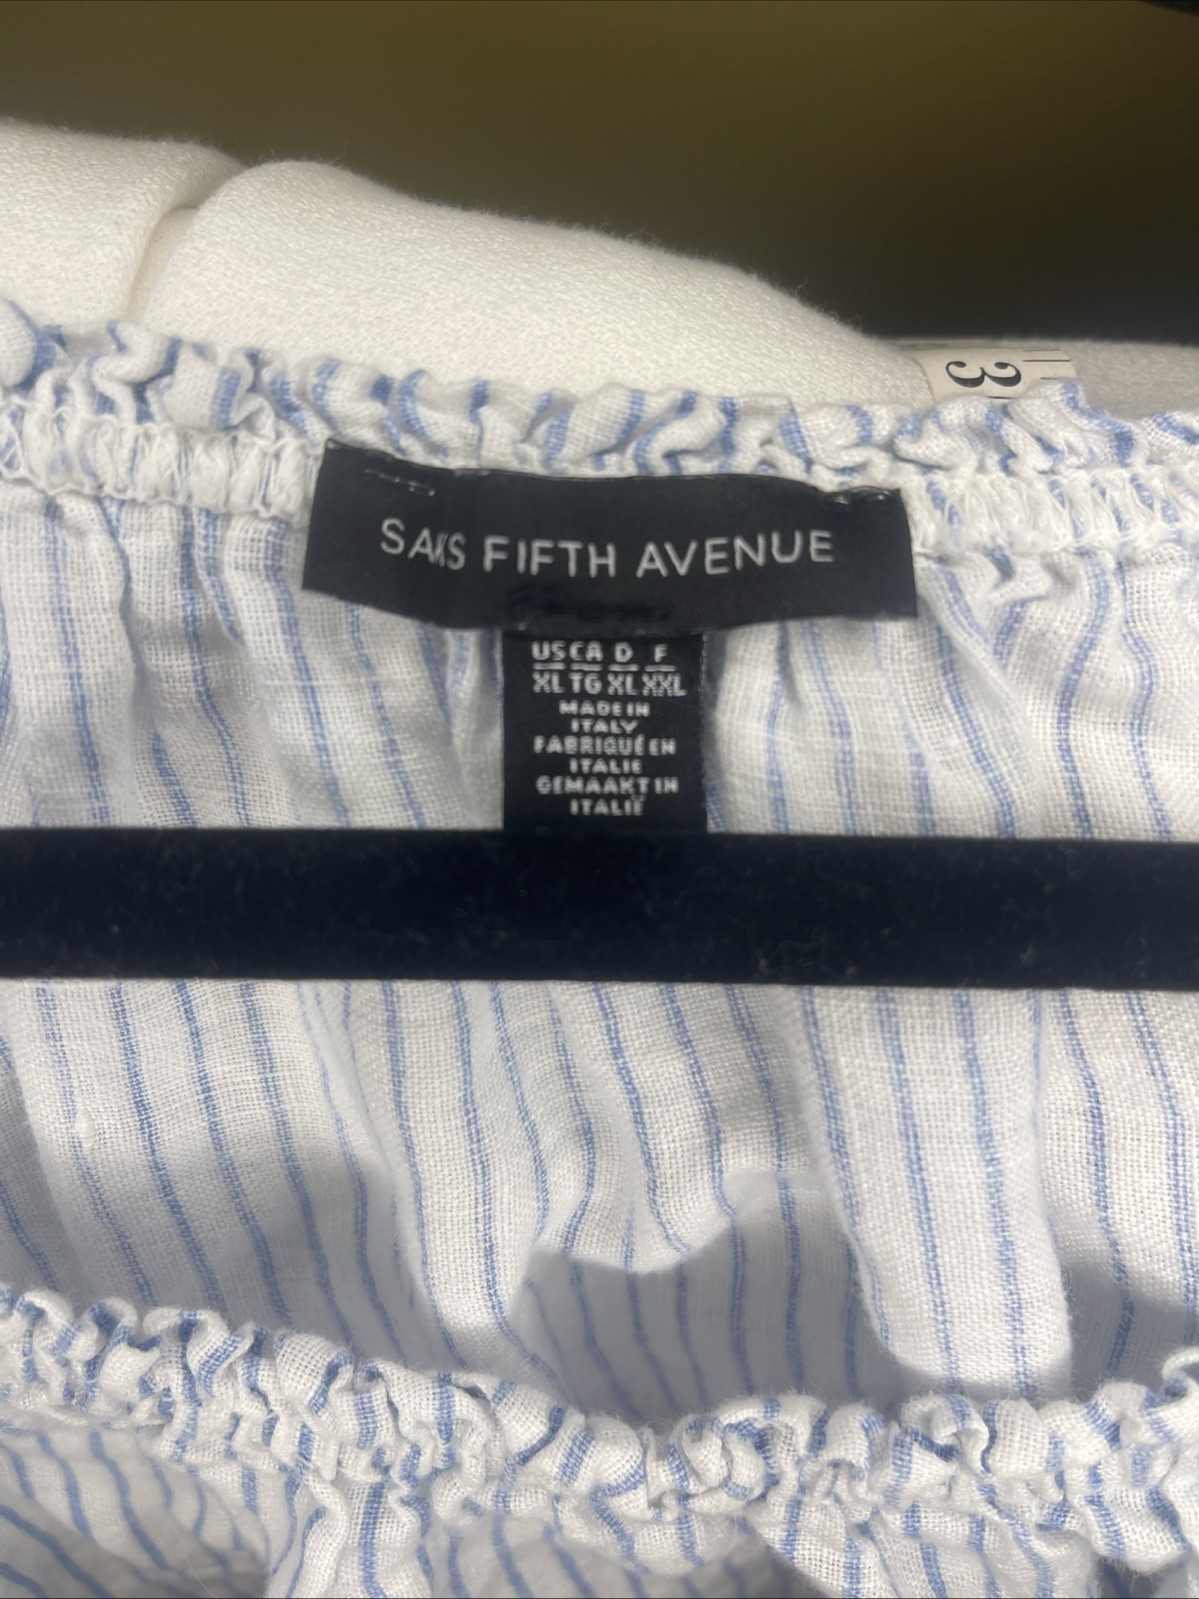 3
SAKS FIFTH AVENUE
US CA D F
XL TG XL XXL
MADE IN
ITALY
FABRIQUÉ EN
ITALIE
GEMAAKT IN
ITALIË